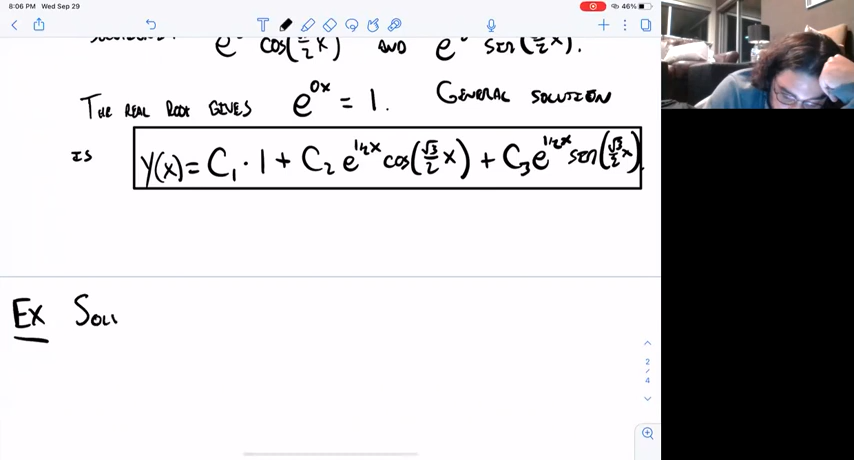 8:06 PM Wed Sep 29
46%
cos( x) AND sin( x).
THE REAL ROOT GIVES e^{0x} = 1. GENERAL SOLUTION
IS y(x) = C₁ · 1 + C₂ e^{1/2x} cos(√3/2 x) + C₃ e^{1/2x} sin(√3/2 x).
Ex
2
/
4